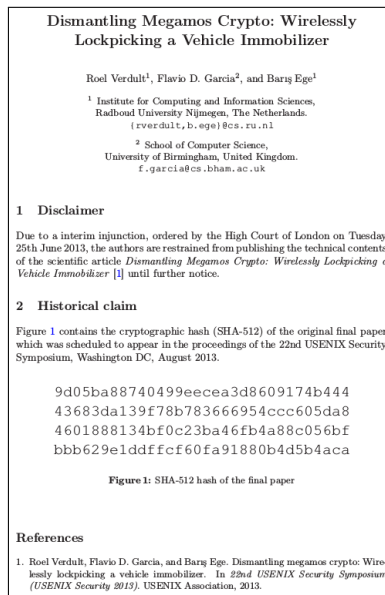 Dismantling Megamos Crypto: Wirelessly
Lockpicking a Vehicle Immobilizer
Roel Verdult¹, Flavio D. Garcia², and Barış Ege¹
¹ Institute for Computing and Information Sciences,
Radboud University Nijmegen, The Netherlands.
{rverdult,b.ege}@cs.ru.nl
² School of Computer Science,
University of Birmingham, United Kingdom.
f.garcia@cs.bham.ac.uk
1 Disclaimer
Due to a interim injunction, ordered by the High Court of London on Tuesday
25th June 2013, the authors are restrained from publishing the technical contents
of the scientific article Dismantling Megamos Crypto: Wirelessly Lockpicking a
Vehicle Immobilizer [1] until further notice.
2 Historical claim
Figure 1 contains the cryptographic hash (SHA-512) of the original final paper
which was scheduled to appear in the proceedings of the 22nd USENIX Security
Symposium, Washington DC, August 2013.
9d05ba88740499eecea3d8609174b444
43683da139f78b783666954ccc605da8
4601888134bf0c23ba46fb4a88c056bf
bbb629e1ddffcf60fa91880b4d5b4aca
Figure 1: SHA-512 hash of the final paper
References
1. Roel Verdult, Flavio D. Garcia, and Barış Ege. Dismantling megamos crypto: Wire-
lessly lockpicking a vehicle immobilizer. In 22nd USENIX Security Symposium
(USENIX Security 2013). USENIX Association, 2013.